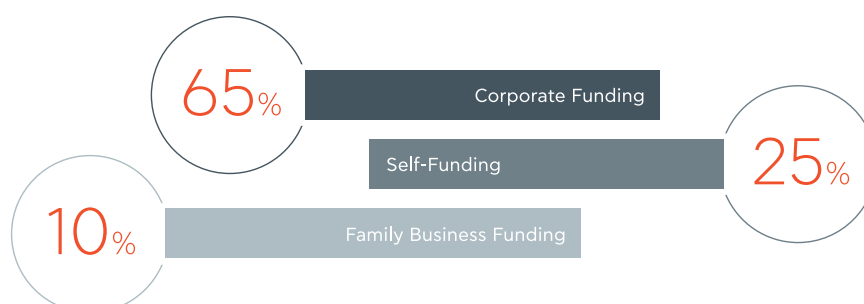 65% Corporate Funding
Self-Funding 25%
10% Family Business Funding